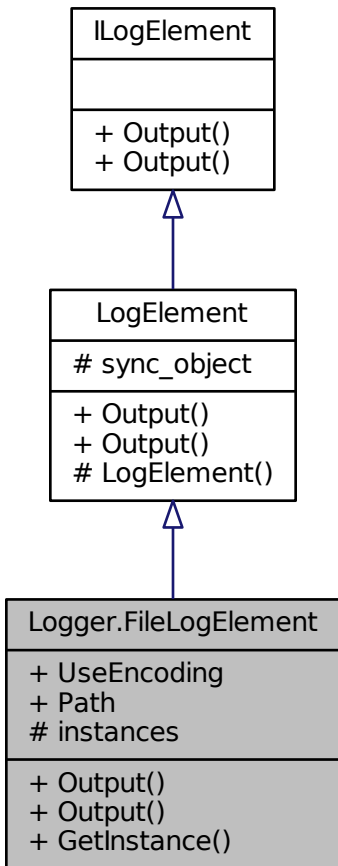 ILogElement
+ Output()
+ Output()
LogElement
# sync_object
+ Output()
+ Output()
# LogElement()
Logger.FileLogElement
+ UseEncoding
+ Path
# instances
+ Output()
+ Output()
+ GetInstance()